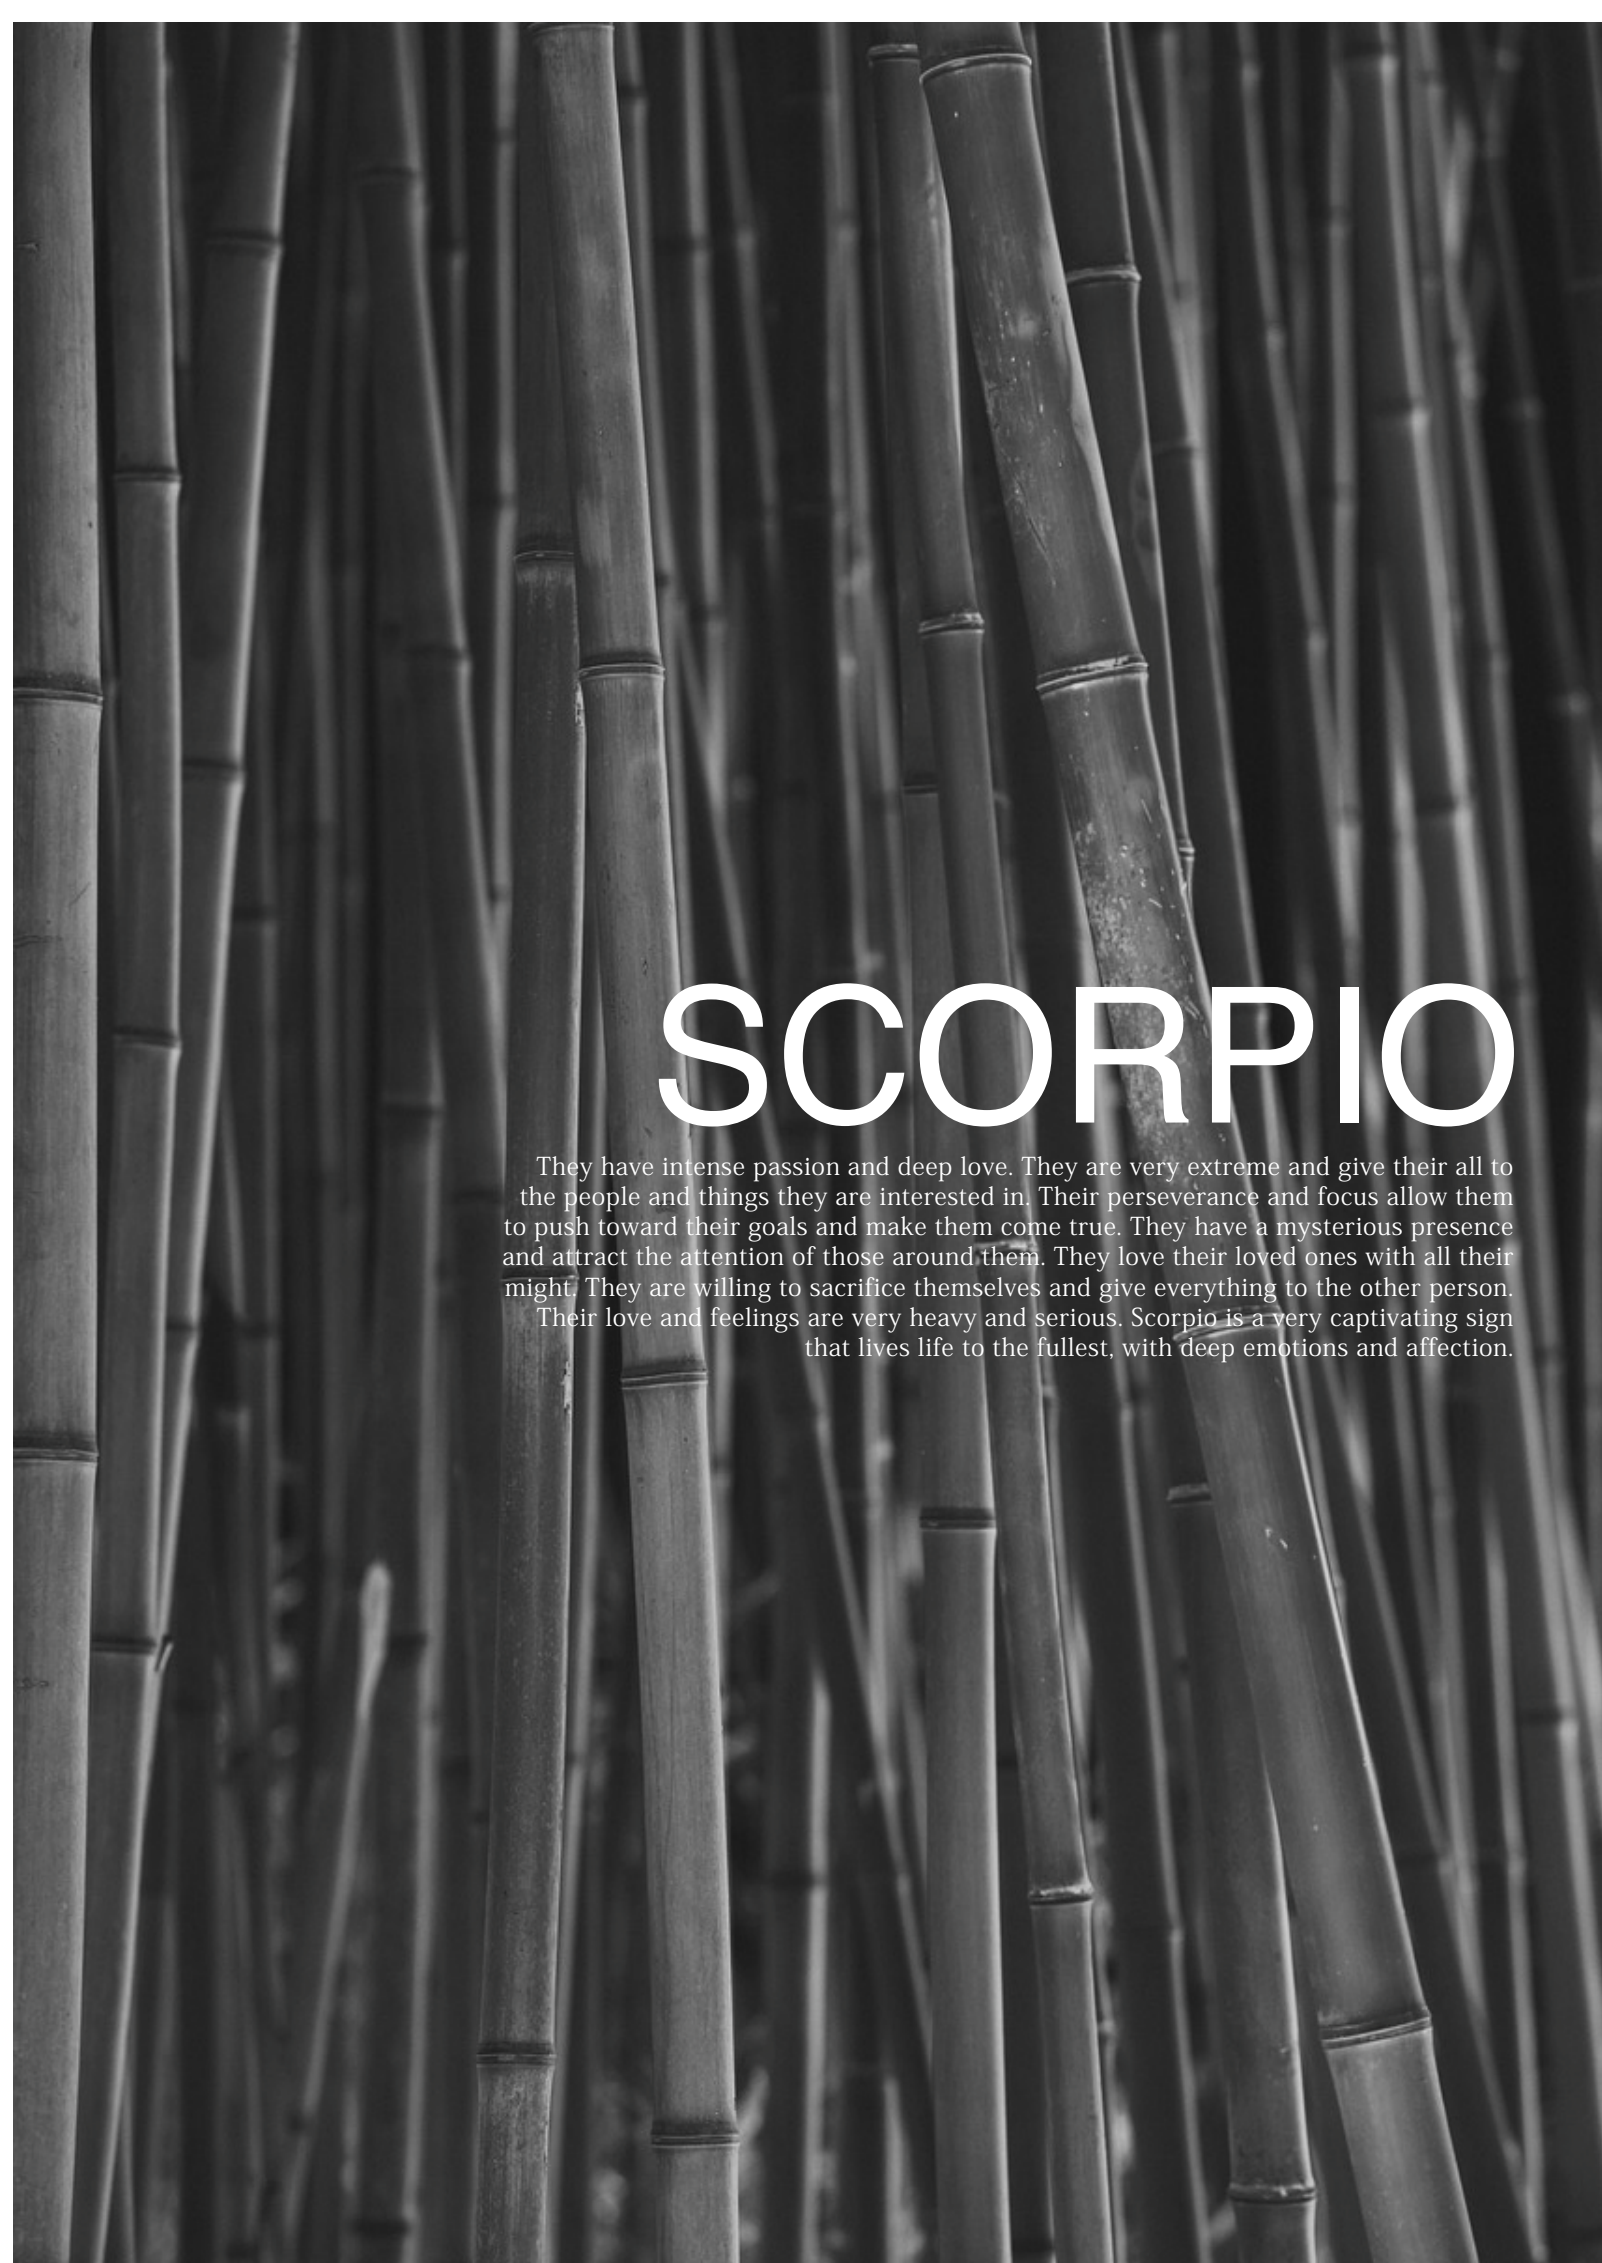 SCORPIO
They have intense passion and deep love. They are very extreme and give their all to
the people and things they are interested in. Their perseverance and focus allow them
to push toward their goals and make them come true. They have a mysterious presence
and attract the attention of those around them. They love their loved ones with all their
might. They are willing to sacrifice themselves and give everything to the other person.
Their love and feelings are very heavy and serious. Scorpio is a very captivating sign
that lives life to the fullest, with deep emotions and affection.